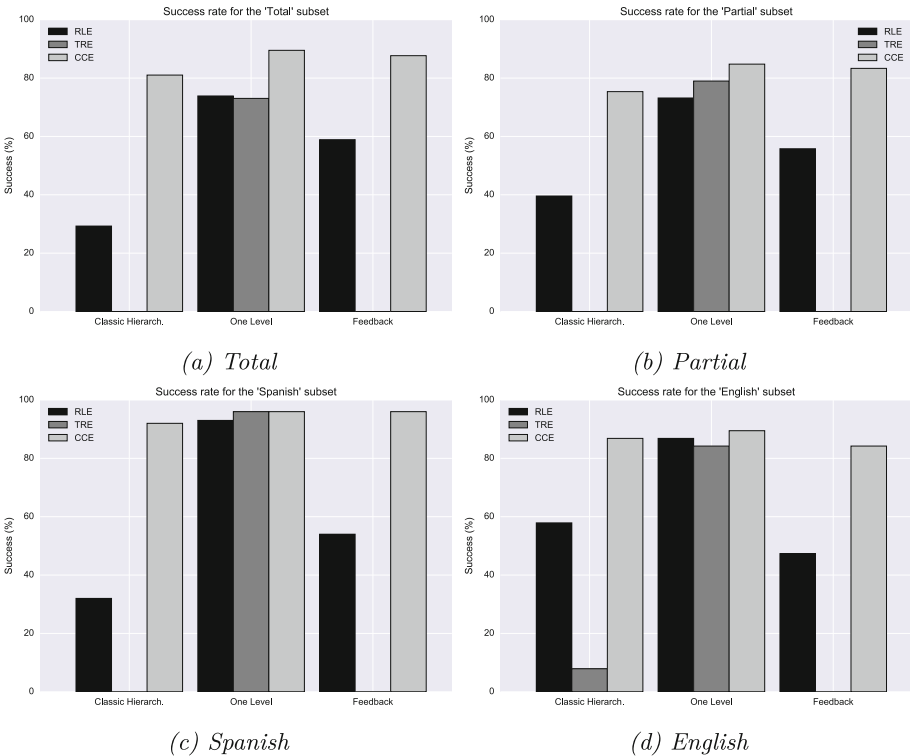 Success rate for the 'Total' subset
100
80
60
40
20
0
Success (%)
RLE
TRE
CCE
Classic Hierarch. One Level Feedback
(a) Total
Success rate for the 'Partial' subset
100
80
60
40
20
0
Success (%)
RLE
TRE
CCE
Classic Hierarch. One Level Feedback
(b) Partial
Success rate for the 'Spanish' subset
100
80
60
40
20
0
Success (%)
RLE
TRE
CCE
Classic Hierarch. One Level Feedback
(c) Spanish
Success rate for the 'English' subset
100
80
60
40
20
0
Success (%)
RLE
TRE
CCE
Classic Hierarch. One Level Feedback
(d) English